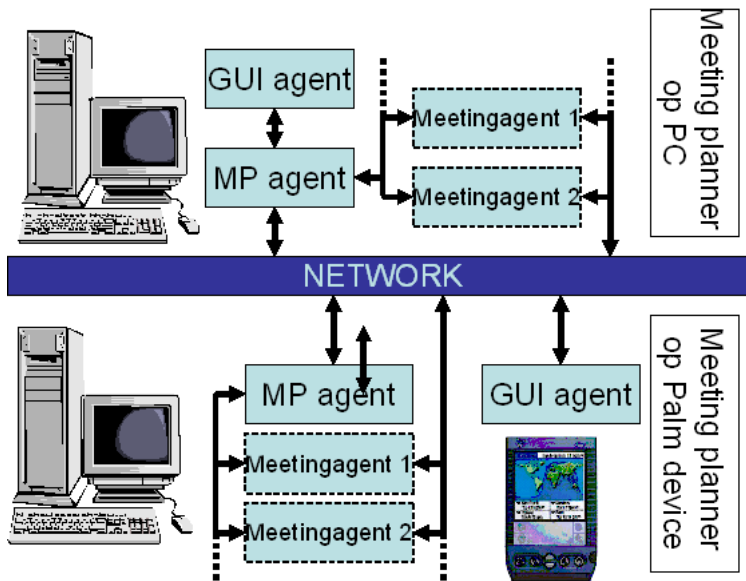 GUI agent
MP agent
Meetingagent 1
Meetingagent 2
Meeting planner
op PC
NETWORK
MP agent
Meetingagent 1
Meetingagent 2
GUI agent
Meeting planner
op Palm device